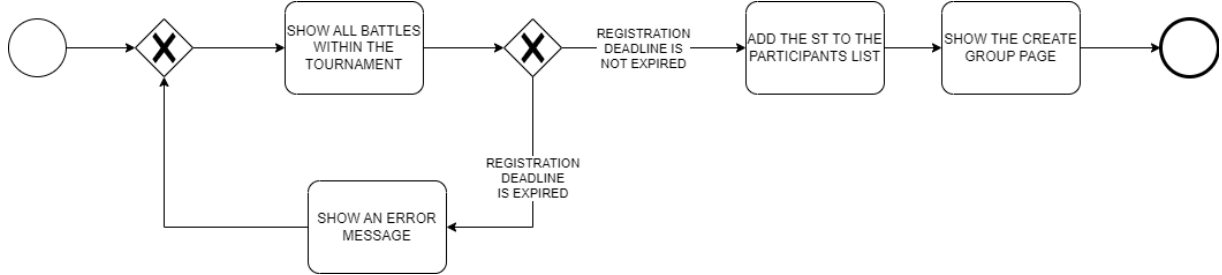 SHOW ALL BATTLES
WITHIN THE
TOURNAMENT
REGISTRATION
DEADLINE IS
NOT EXPIRED
ADD THE ST TO THE
PARTICIPANTS LIST
SHOW THE CREATE
GROUP PAGE
REGISTRATION
DEADLINE
IS EXPIRED
SHOW AN ERROR
MESSAGE